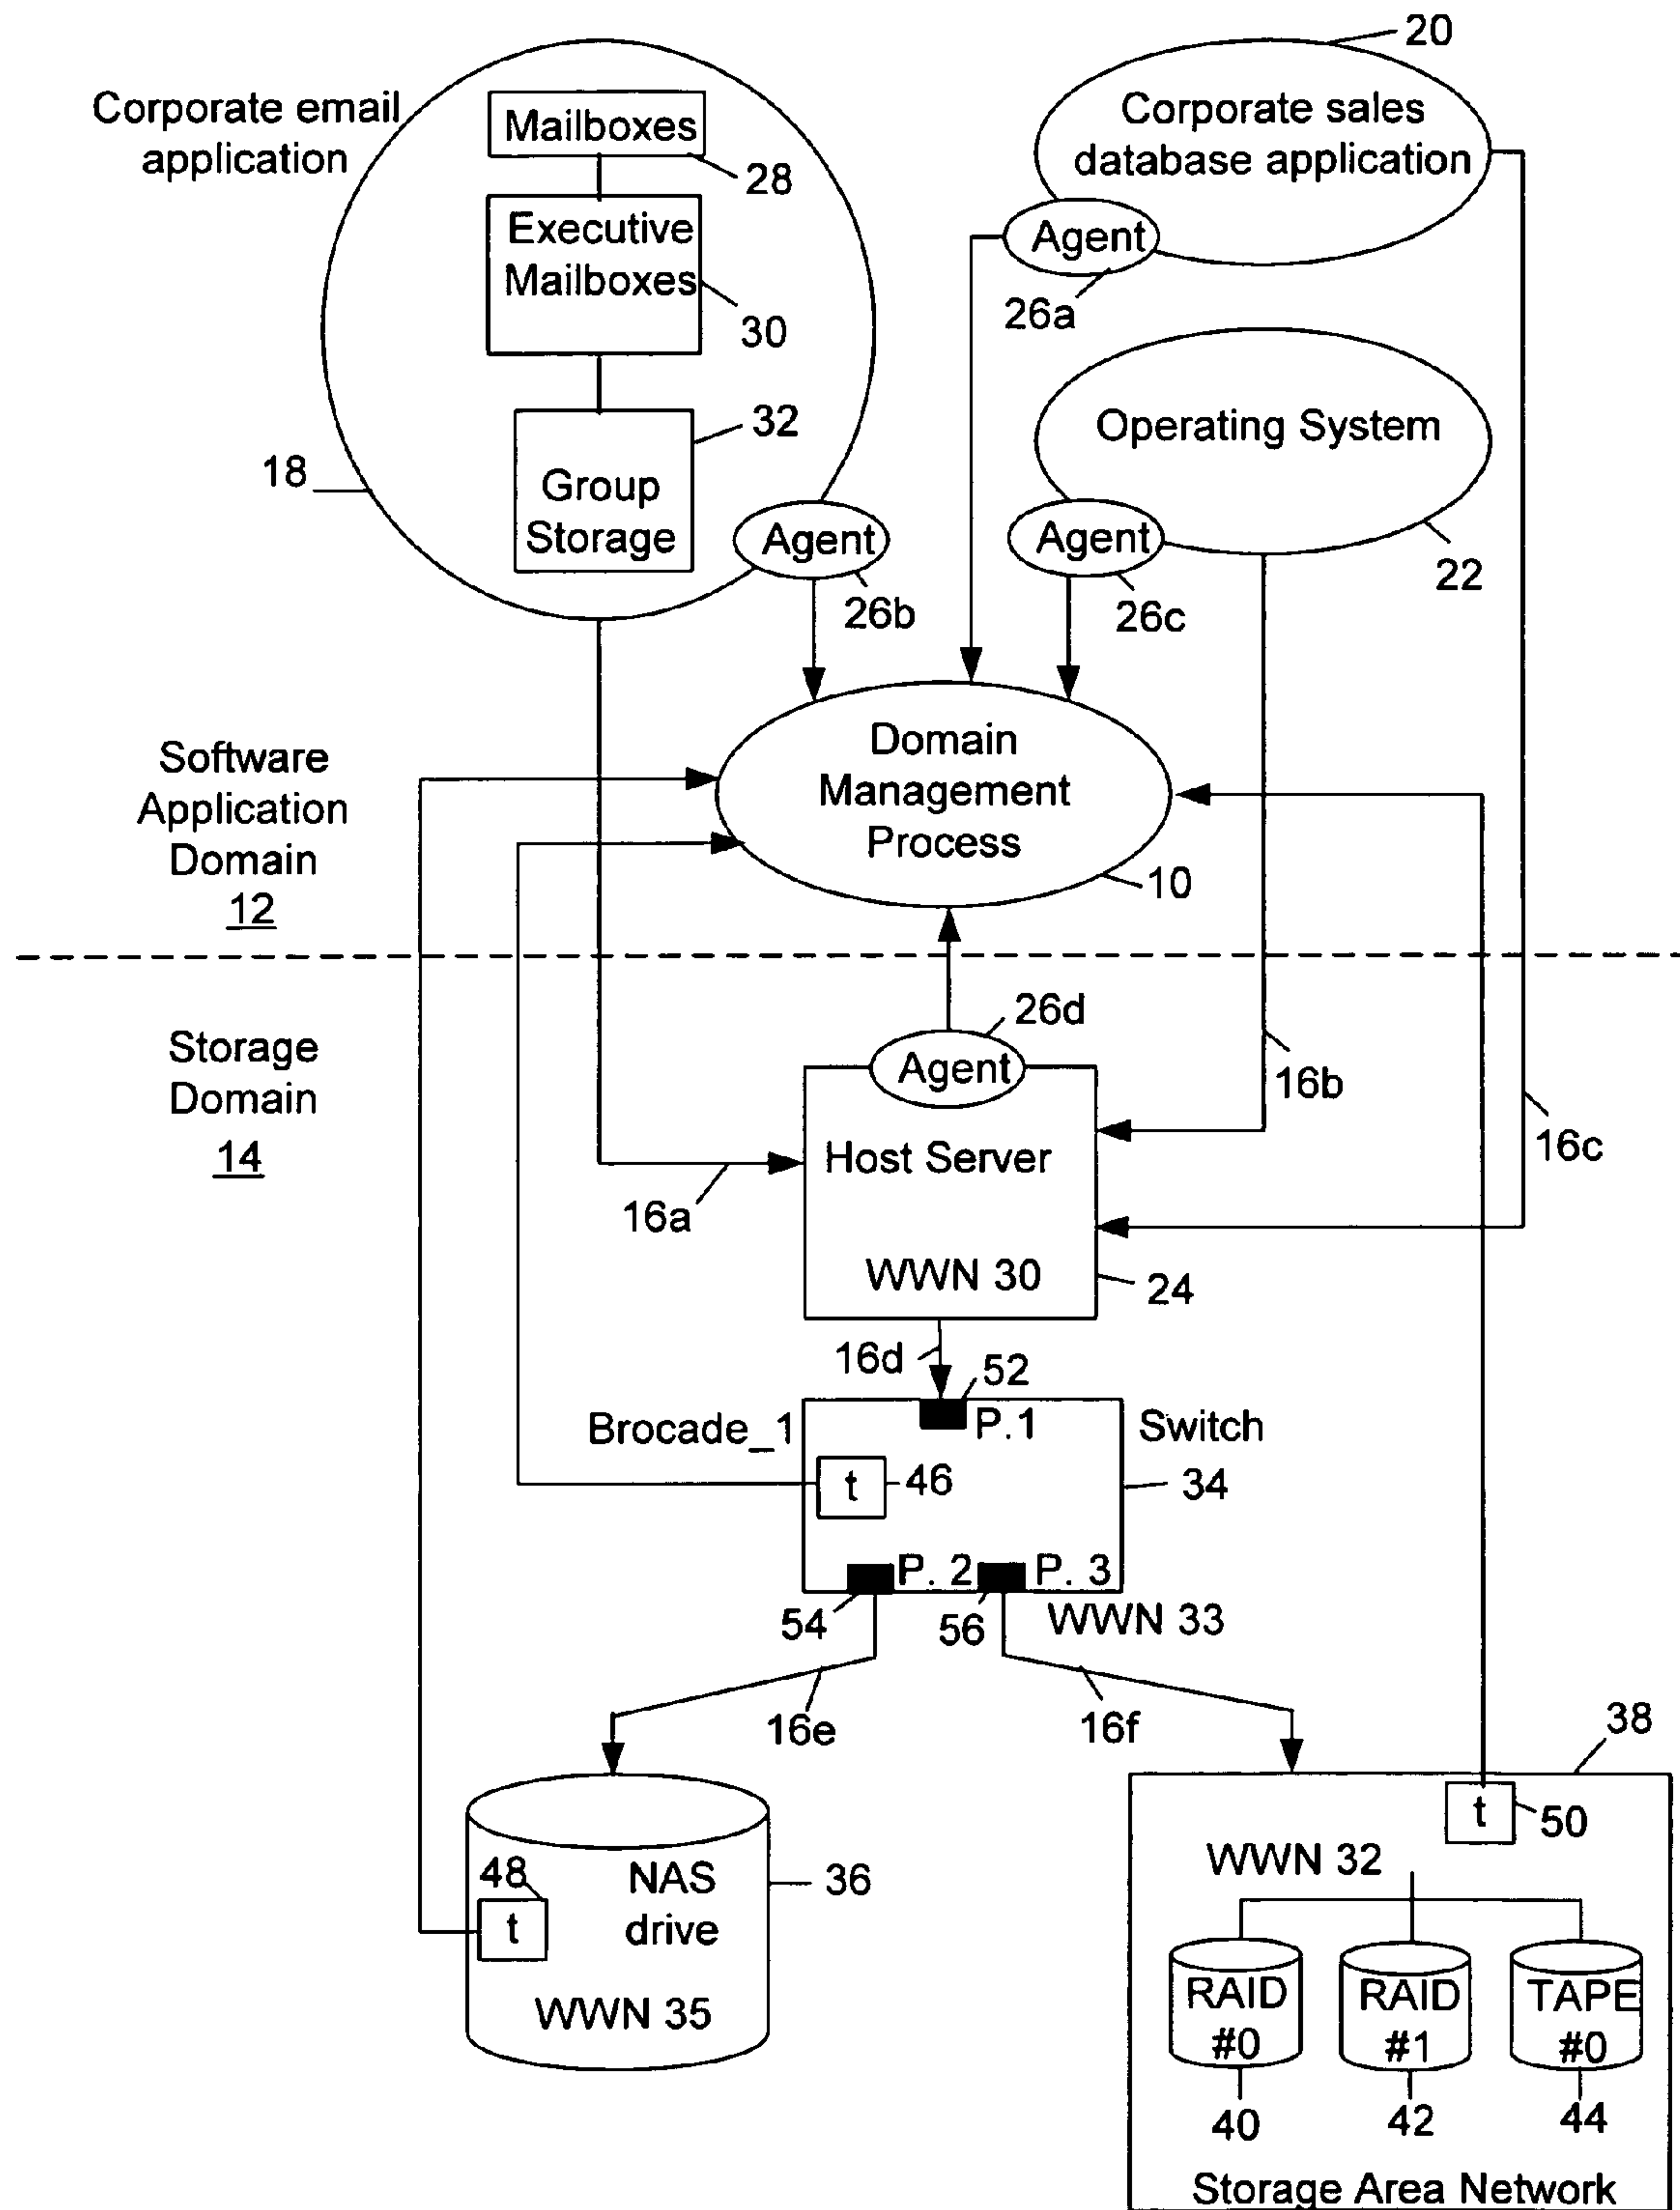 20
Corporate email
application
Mailboxes
28
Executive
Mailboxes
30
32
Group
Storage
18
Agent
26b
Corporate sales
database application
Agent
26a
Operating System
Agent
26c
22
Domain
Management
Process
10
Software
Application
Domain
12
Storage
Domain
14
26d
Agent
Host Server
WWN 30
24
16a
16b
16c
16d
52
Brocade_1
P.1
Switch
t
46
34
P. 2
P. 3
54
56
WWN 33
16e
16f
38
48
t
NAS
drive
WWN 35
36
t
50
WWN 32
RAID
#0
RAID
#1
TAPE
#0
40
42
44
Storage Area Network